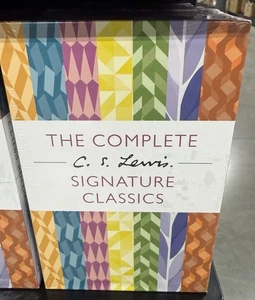 THE COMPLETE
C. S. Lewis.
SIGNATURE
CLASSICS